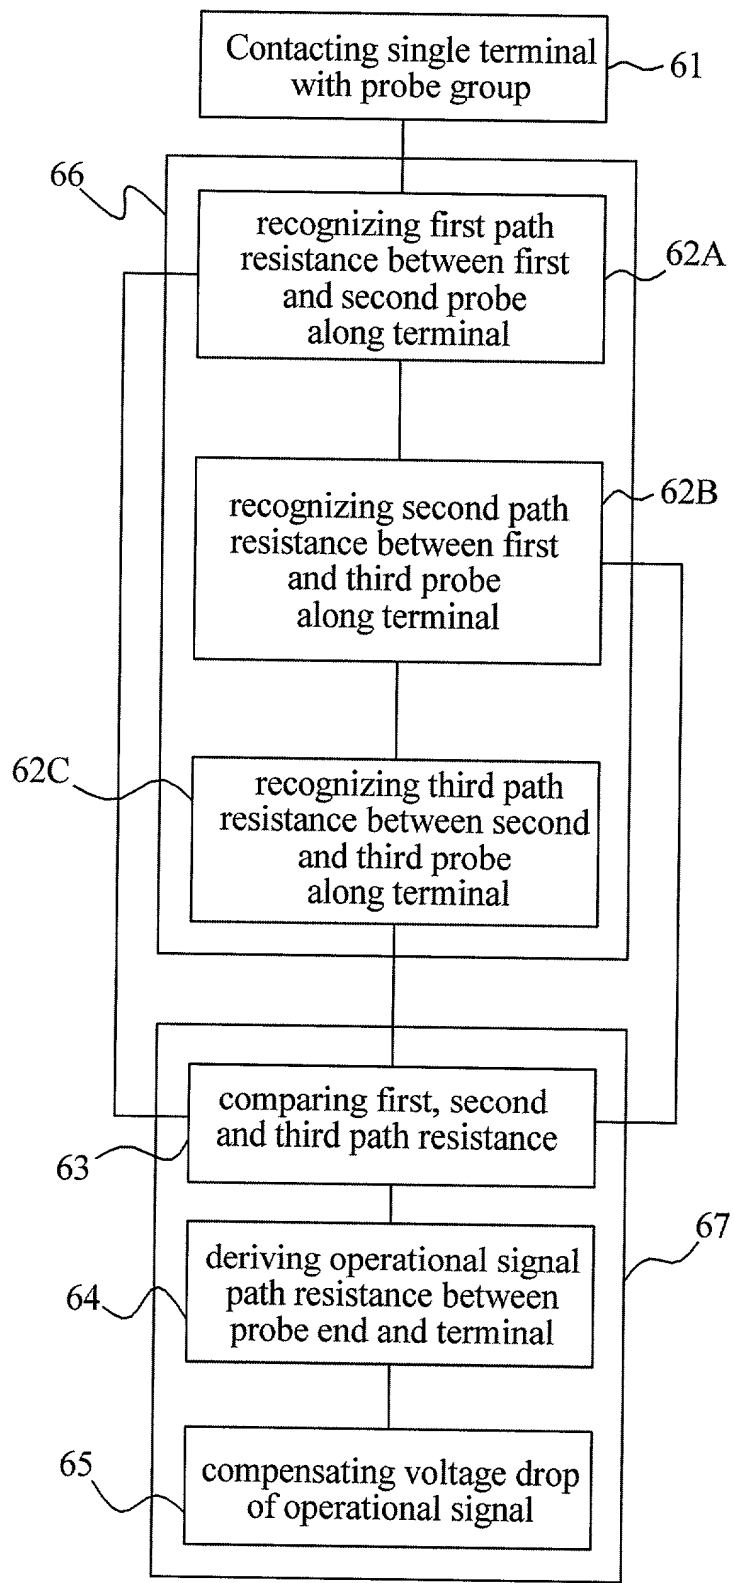 Contacting single terminal
with probe group
61
66
recognizing first path
resistance between first
and second probe
along terminal
62A
recognizing second path
resistance between first
and third probe
along terminal
62B
62C
recognizing third path
resistance between second
and third probe
along terminal
comparing first, second
and third path resistance
63
67
deriving operational signal
path resistance between
probe end and terminal
64
65
compensating voltage drop
of operational signal